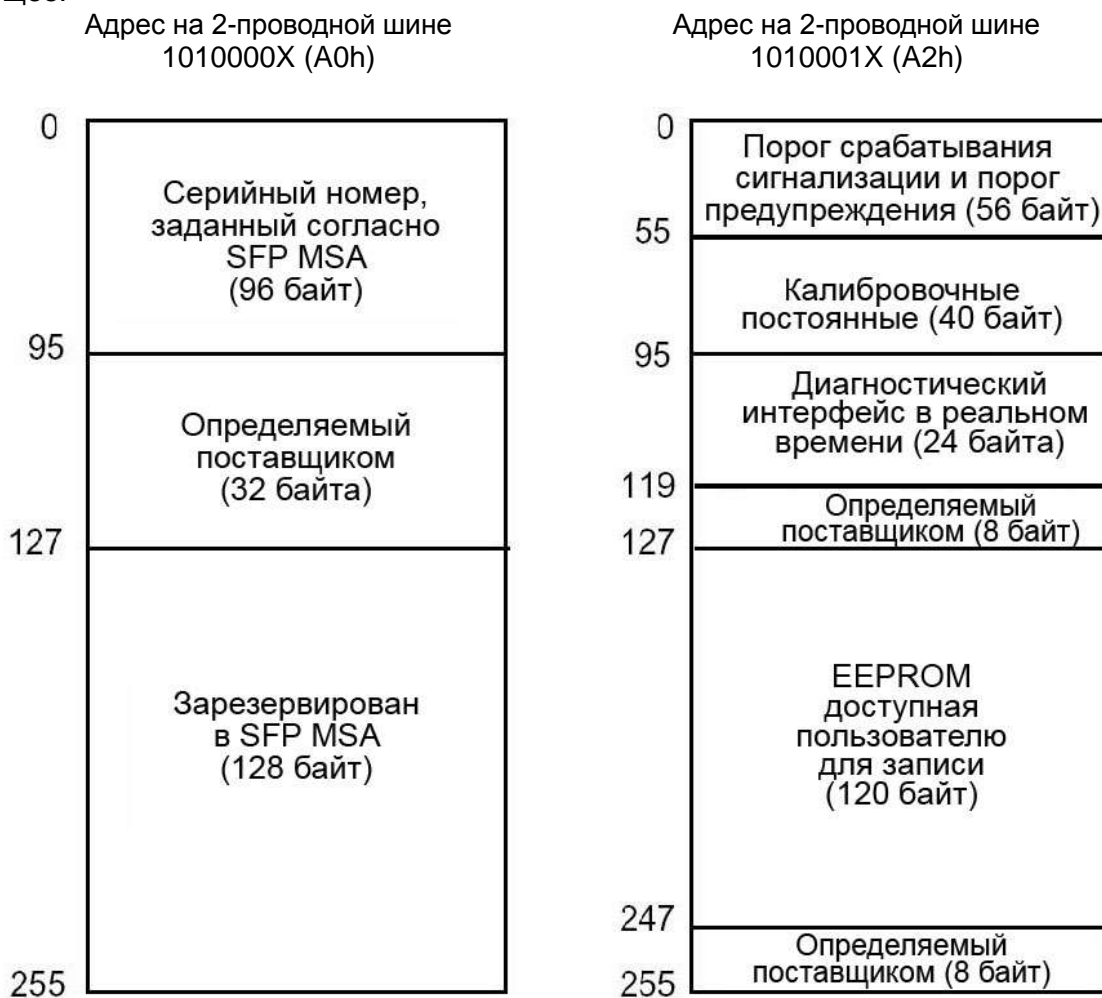 Адрес на 2-проводной шине
1010000X (A0h)
0
Серийный номер,
заданный согласно
SFP MSA
(96 байт)
95
Определяемый
поставщиком
(32 байта)
127
Зарезервирован
в SFP MSA
(128 байт)
255
Адрес на 2-проводной шине
1010001X (A2h)
0
Порог срабатывания
сигнализации и порог
предупреждения (56 байт)
55
Калибровочные
постоянные (40 байт)
95
Диагностический
интерфейс в реальном
времени (24 байта)
119
Определяемый
поставщиком (8 байт)
127
EEPROM
доступная
пользователю
для записи
(120 байт)
247
Определяемый
поставщиком (8 байт)
255